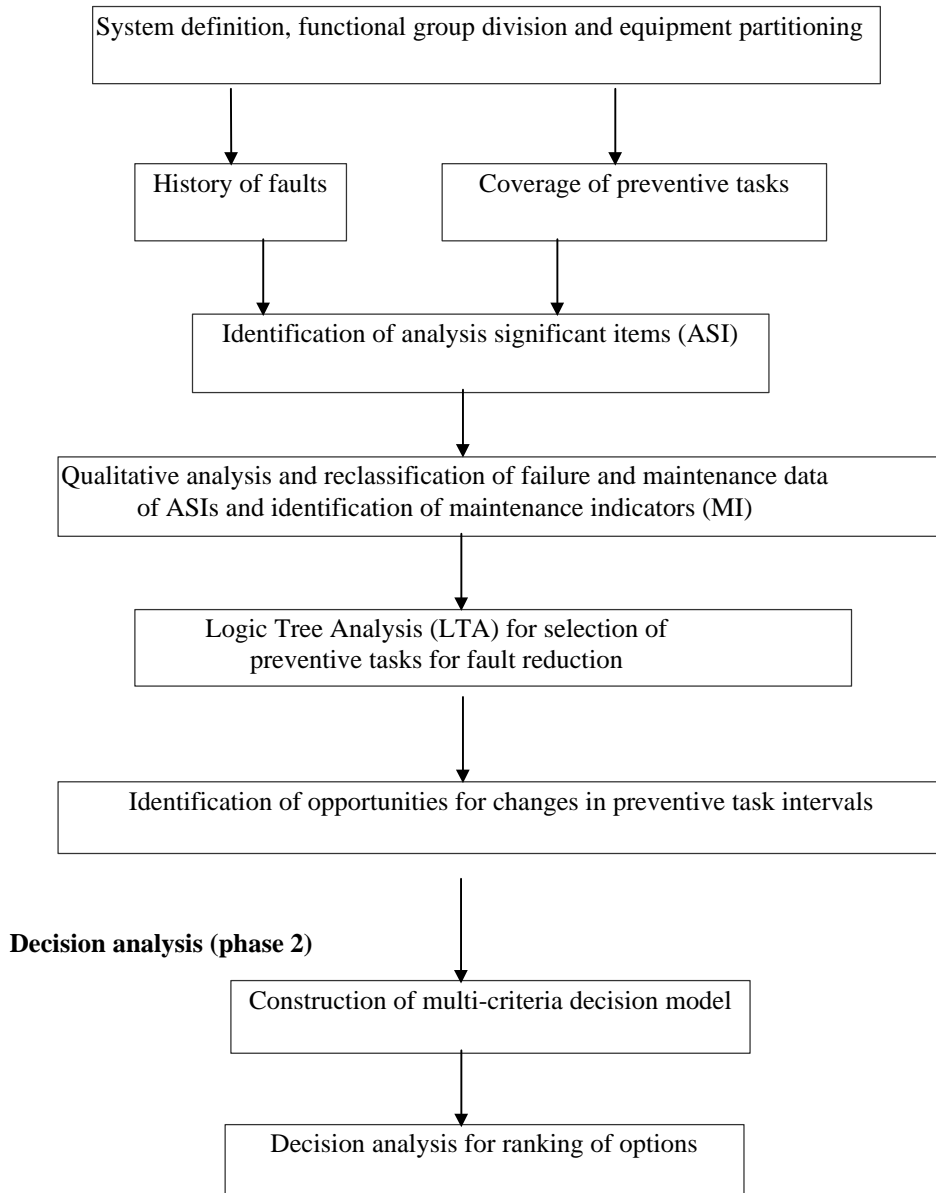 System definition, functional group division and equipment partitioning
History of faults
Coverage of preventive tasks
Identification of analysis significant items (ASI)
Qualitative analysis and reclassification of failure and maintenance data
of ASIs and identification of maintenance indicators (MI)
Logic Tree Analysis (LTA) for selection of
preventive tasks for fault reduction
Identification of opportunities for changes in preventive task intervals
Decision analysis (phase 2)
Construction of multi-criteria decision model
Decision analysis for ranking of options